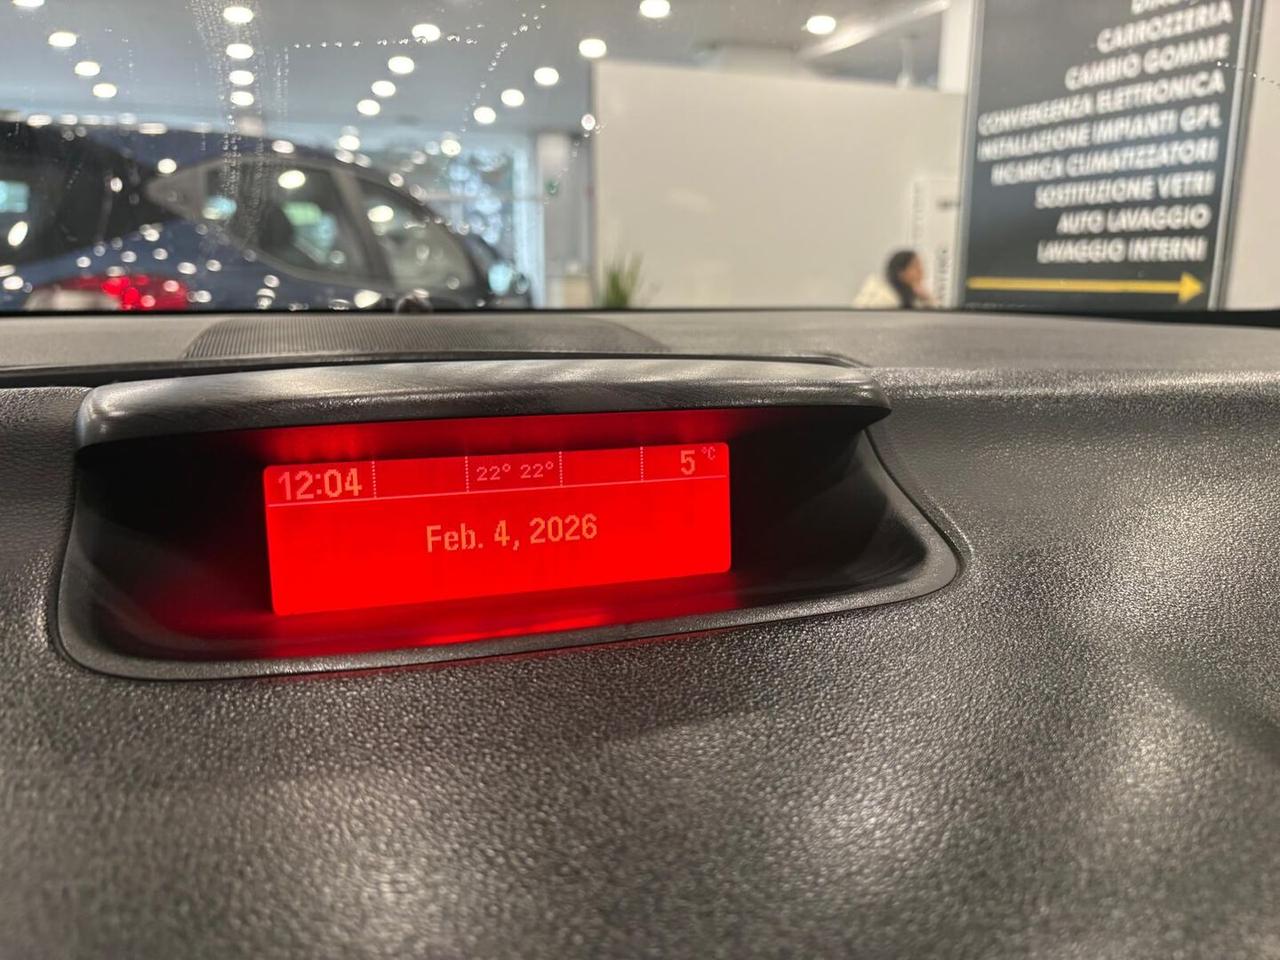 CARROZZERIA
CAMBIO GOMME
CONVERGENZA ELETTRONICA
INSTALLAZIONE IMPIANTI GPL
RICARICA CLIMATIZZATORI
SOSTITUZIONE VETRI
AUTO LAVAGGIO
LAVAGGIO INTERNI
12:04 22° 22° 5 °C
Feb. 4, 2026